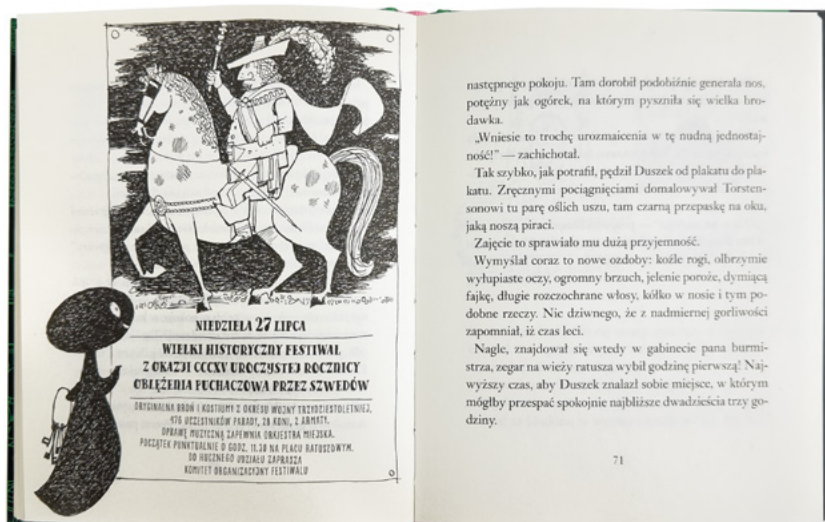 NIEDZIELA 27 LIPCA
WIELKI HISTORYCZNY FESTIWAL
Z OKAZJI CCCXV UROCZYSTEJ ROCZNICY
OBLĘŻENIA PUCHACZOWA PRZEZ SZWEDÓW
ORYGINALNA BROŃ I KOSTIUMY Z OKRESU WOJNY TRZYDZIESTOLETNIEJ,
476 UCZESTNIKÓW PARADY, 28 KONI, 2 ARMATY.
OPRAWĘ MUZYCZNĄ ZAPEWNIA ORKIESTRA MIEJSKA.
POCZĄTEK PUNKTUALNIE O GODZ. 11.30 NA PLACU RATUSZOWYM.
DO HUCZNEGO UDZIAŁU ZAPRASZA
KOMITET ORGANIZACYJNY FESTIWALU
następnego pokoju. Tam dorobił podobiźnie generała nos,
potężny jak ogórek, na którym pyszniła się wielka bro-
dawka.
„Wniesie to trochę urozmaicenia w tę nudną jednostaj-
ność!” — zachichotał.
Tak szybko, jak potrafił, pędził Duszek od plakatu do pla-
katu. Zręcznymi pociągnięciami domalowywał Torsten-
sonowi tu parę oślich uszu, tam czarną przepaskę na oku,
jaką noszą piraci.
Zajęcie to sprawiało mu dużą przyjemność.
Wymyślał coraz to nowe ozdoby: koźle rogi, olbrzymie
wyłupiaste oczy, ogromny brzuch, jelenie poroże, dymiącą
fajkę, długie rozczochrane włosy, kółko w nosie i tym po-
dobne rzeczy. Nic dziwnego, że z nadmiernej gorliwości
zapomniał, iż czas leci.
Nagle, znajdował się wtedy w gabinecie pana burmi-
strza, zegar na wieży ratusza wybił godzinę pierwszą! Naj-
wyższy czas, aby Duszek znalazł sobie miejsce, w którym
mógłby przespać spokojnie najbliższe dwadzieścia trzy go-
dziny.
71